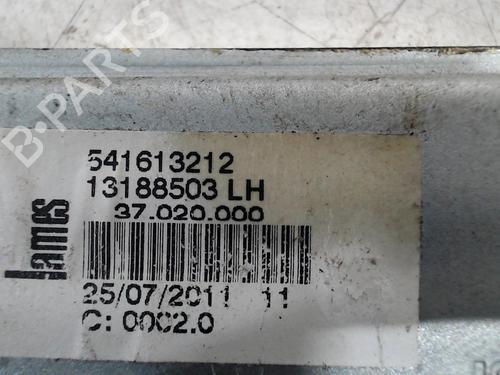 B-PARTS
541613212
13188503 LH
37.020.000
lames
25/07/2011 11
C: 0002.0